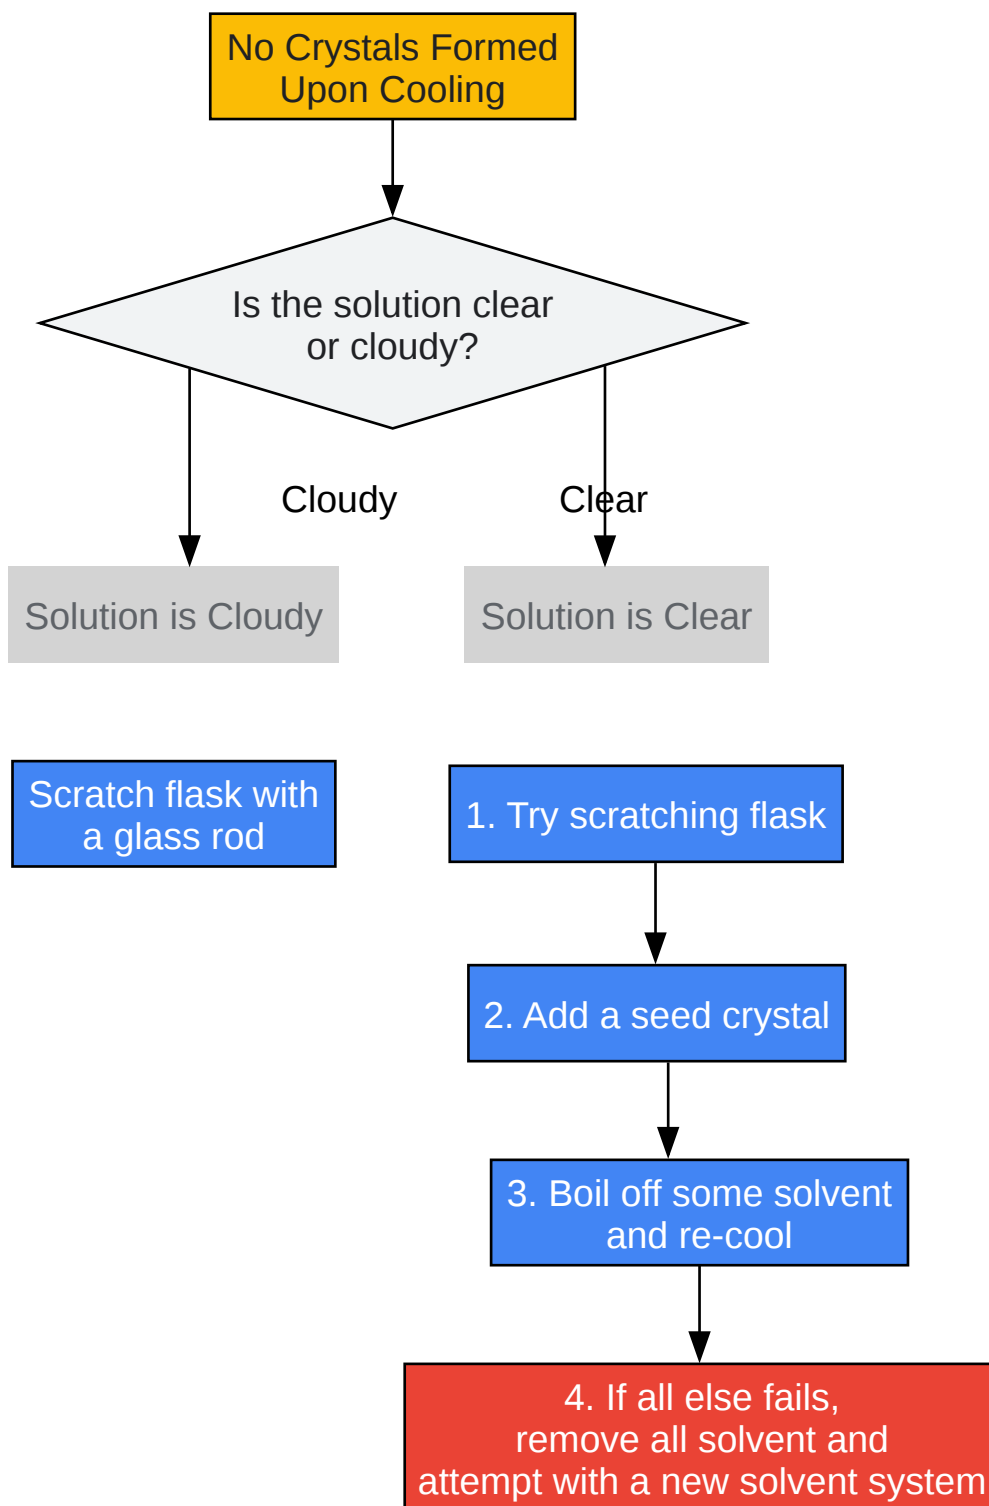 No Crystals Formed
Upon Cooling
Is the solution clear
or cloudy?
Cloudy
Clear
Solution is Cloudy
Solution is Clear
Scratch flask with
a glass rod
1. Try scratching flask
2. Add a seed crystal
3. Boil off some solvent
and re-cool
4. If all else fails,
remove all solvent and
attempt with a new solvent system